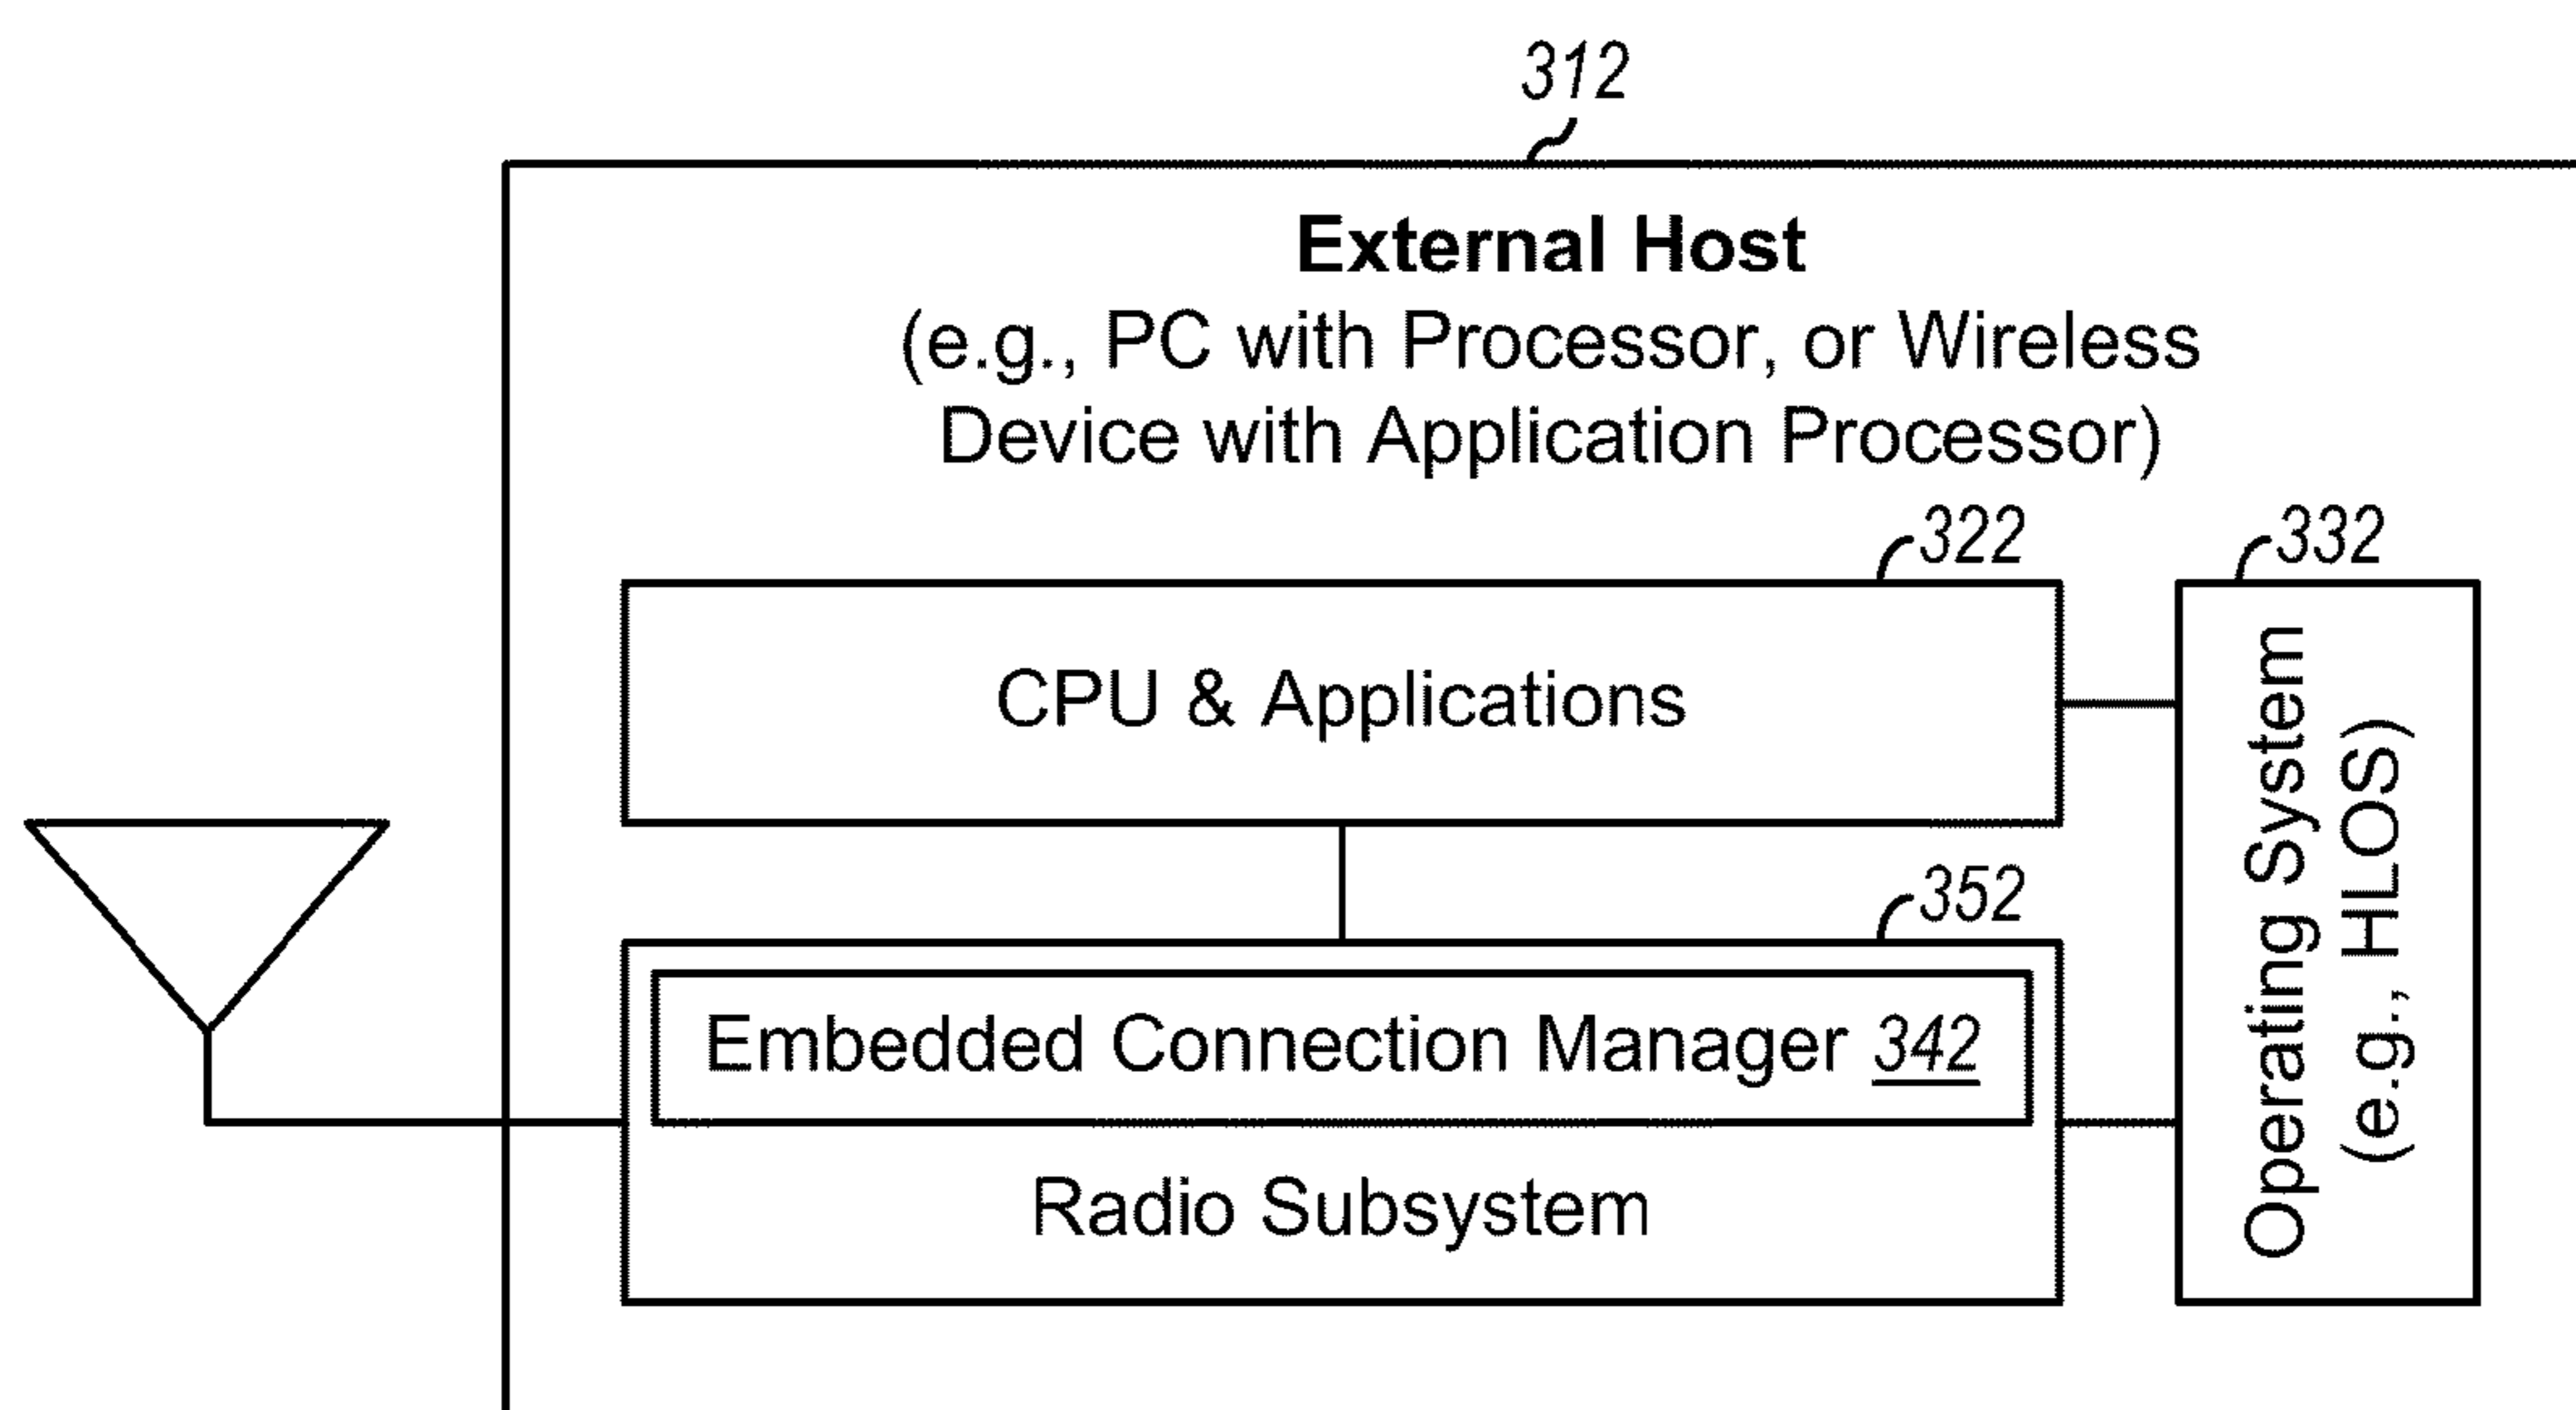 312
External Host
(e.g., PC with Processor, or Wireless
Device with Application Processor)
322
332
CPU & Applications
Operating System
(e.g., HLOS)
352
Embedded Connection Manager 342
Radio Subsystem